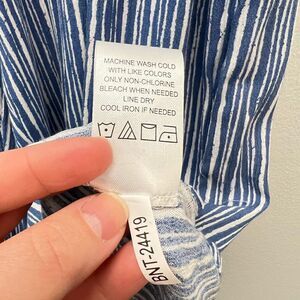 MACHINE WASH COLD
WITH LIKE COLORS
ONLY NON-CHLORINE
BLEACH WHEN NEEDED
LINE DRY
COOL IRON IF NEEDED
BNT-24419